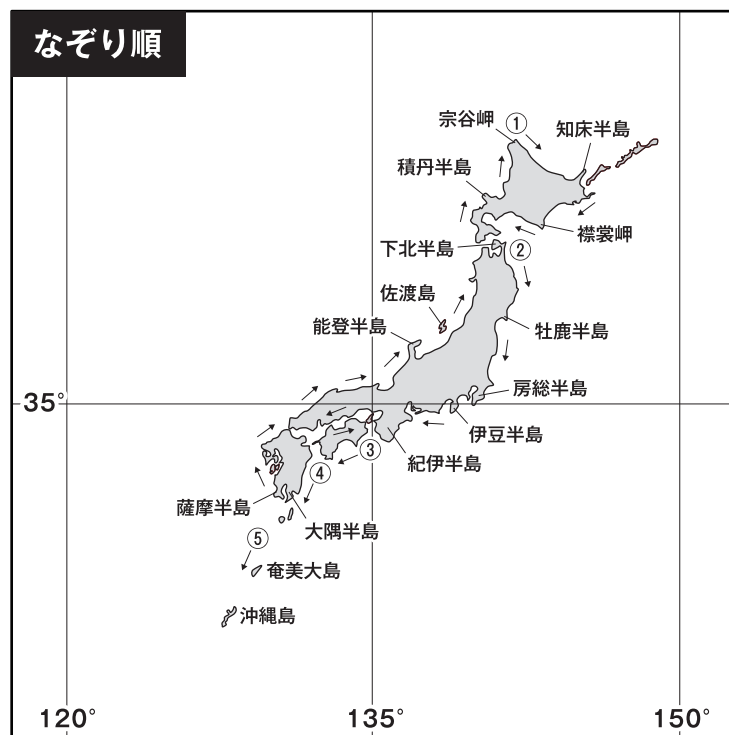 なぞり順
宗谷岬
①
知床半島
積丹半島
襟裳岬
下北半島
②
佐渡島
能登半島
牡鹿半島
房総半島
35°
伊豆半島
③
紀伊半島
④
薩摩半島
大隅半島
⑤
奄美大島
沖縄島
120°
135°
150°